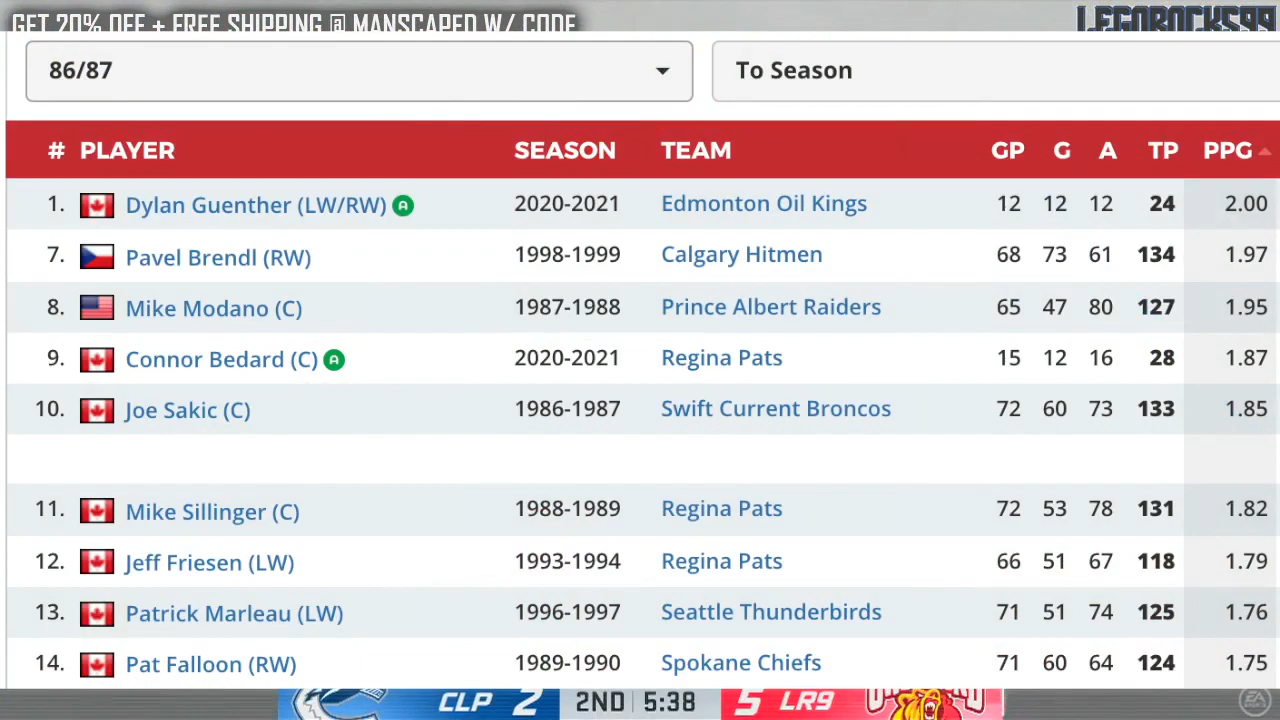 GET 20% OFF + FREE SHIPPING @ MANSCAPED W/ CODE LEGOROCKS99
86/87 To Season
# PLAYER SEASON TEAM GP G A TP PPG
1. Dylan Guenther (LW/RW) A 2020-2021 Edmonton Oil Kings 12 12 12 24 2.00
7. Pavel Brendl (RW) 1998-1999 Calgary Hitmen 68 73 61 134 1.97
8. Mike Modano (C) 1987-1988 Prince Albert Raiders 65 47 80 127 1.95
9. Connor Bedard (C) A 2020-2021 Regina Pats 15 12 16 28 1.87
10. Joe Sakic (C) 1986-1987 Swift Current Broncos 72 60 73 133 1.85
11. Mike Sillinger (C) 1988-1989 Regina Pats 72 53 78 131 1.82
12. Jeff Friesen (LW) 1993-1994 Regina Pats 66 51 67 118 1.79
13. Patrick Marleau (LW) 1996-1997 Seattle Thunderbirds 71 51 74 125 1.76
14. Pat Falloon (RW) 1989-1990 Spokane Chiefs 71 60 64 124 1.75
CLP 2 2ND 5:38 5 LR9 EA